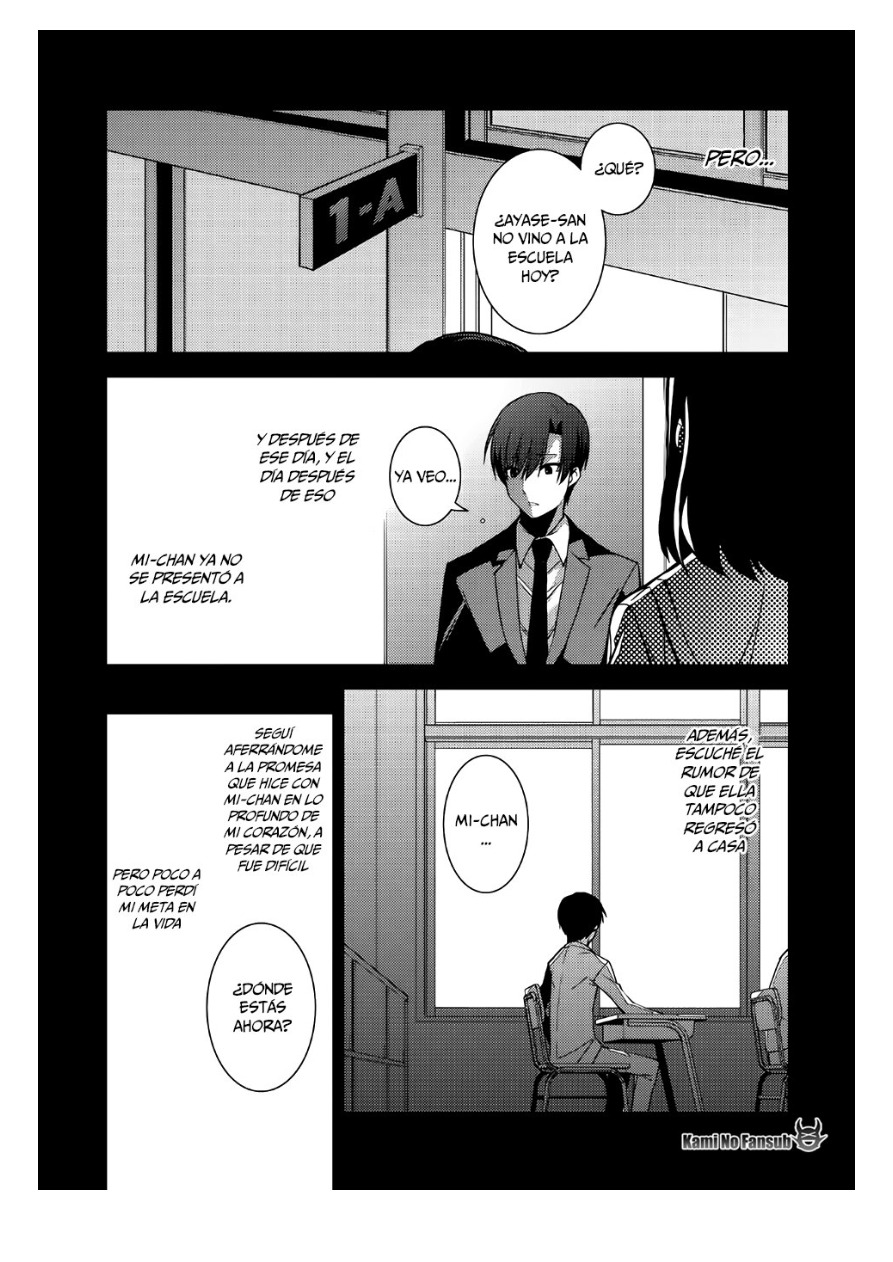 PERO...
¿QUÉ?
¿AYASE-SAN
NO VINO A LA
ESCUELA
HOY?
1-A
YA VEO...
Y DESPUÉS DE
ESE DÍA, Y EL
DÍA DESPUÉS
DE ESO
MI-CHAN YA NO
SE PRESENTÓ A
LA ESCUELA.
ADEMÁS,
ESCUCHÉ EL
RUMOR DE
QUE ELLA
TAMPOCO
REGRESÓ
A CASA
MI-CHAN
...
SEGUÍ
AFERRÁNDOME
A LA PROMESA
QUE HICE CON
MI-CHAN EN LO
PROFUNDO DE
MI CORAZÓN, A
PESAR DE QUE
FUE DIFÍCIL
PERO POCO A
POCO PERDÍ
MI META EN
LA VIDA
¿DÓNDE
ESTÁS
AHORA?
Kami No Fansub